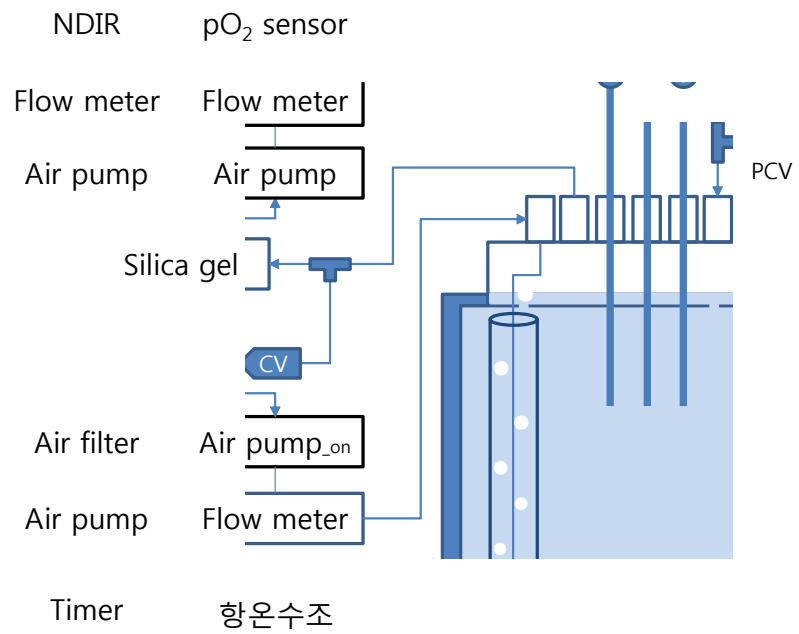 NDIR pO₂ sensor
Flow meter Flow meter
Air pump Air pump
PCV
Silica gel
CV
Air filter Air pump_on
Air pump Flow meter
Timer 항온수조